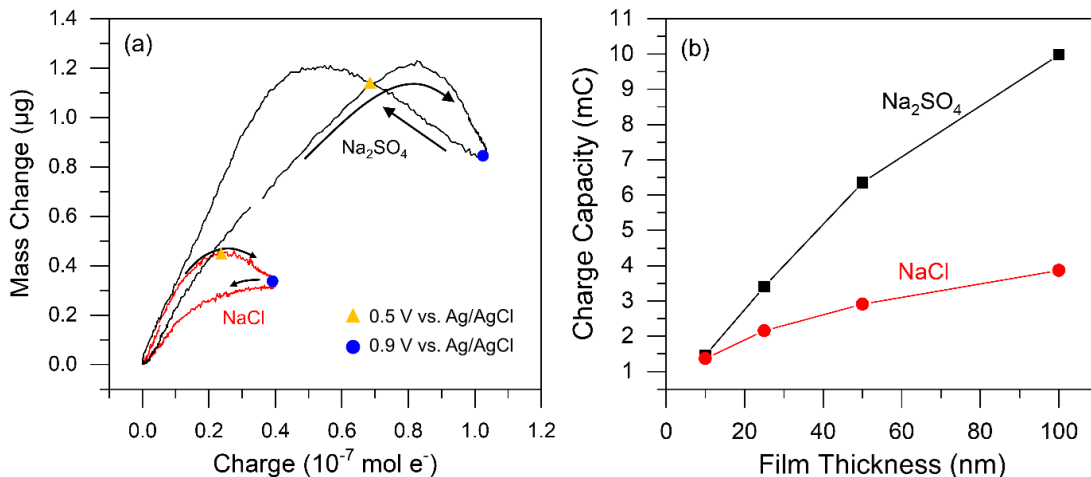 (a)
Mass Change (µg)
1.4
1.2
1.0
0.8
0.6
0.4
0.2
0.0
Na₂SO₄
NaCl
0.5 V vs. Ag/AgCl
0.9 V vs. Ag/AgCl
0.0 0.2 0.4 0.6 0.8 1.0 1.2
Charge (10⁻⁷ mol e⁻)
(b)
Charge Capacity (mC)
10
9
8
7
6
5
4
3
2
1
Na₂SO₄
NaCl
0 20 40 60 80 100
Film Thickness (nm)